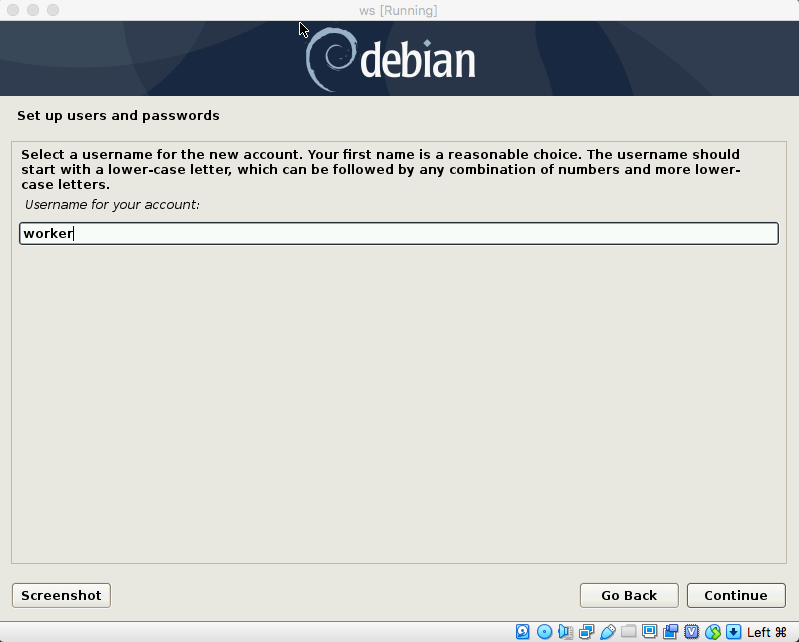 ws [Running]
debian
Set up users and passwords
Select a username for the new account. Your first name is a reasonable choice. The username should
start with a lower-case letter, which can be followed by any combination of numbers and more lower-
case letters.
Username for your account:
worker
Screenshot
Go Back
Continue
Left ⌘